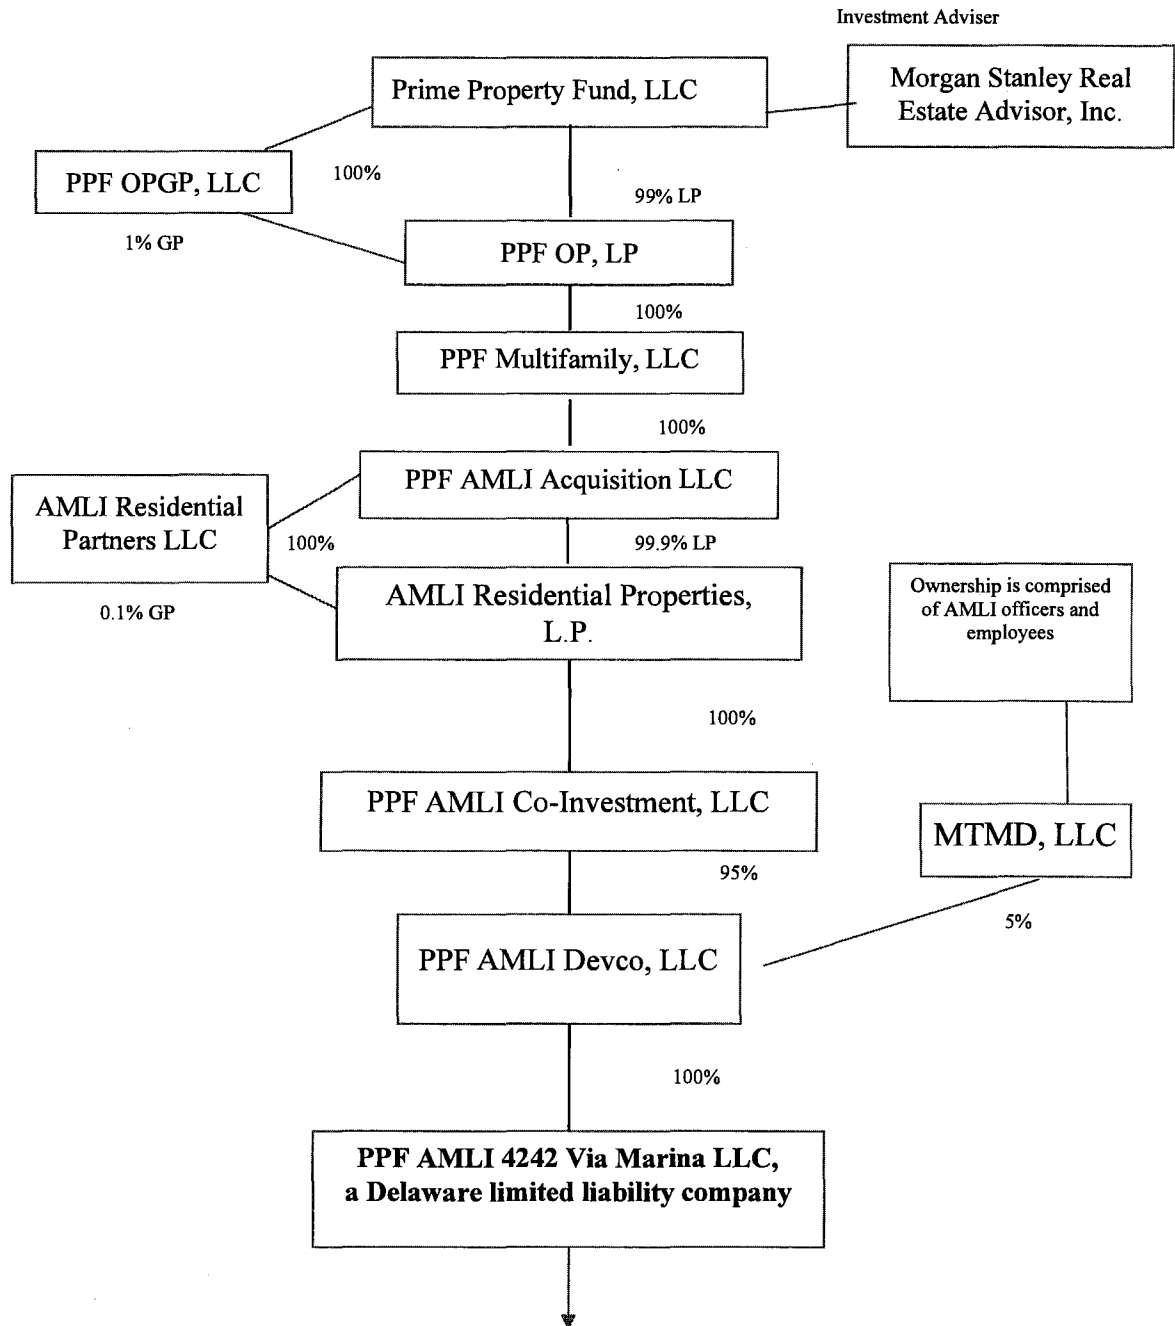 Investment Adviser
Prime Property Fund, LLC
Morgan Stanley Real
Estate Advisor, Inc.
PPF OPGP, LLC
100%
99% LP
1% GP
PPF OP, LP
100%
PPF Multifamily, LLC
100%
PPF AMLI Acquisition LLC
AMLI Residential
Partners LLC
100%
99.9% LP
0.1% GP
AMLI Residential Properties,
L.P.
Ownership is comprised
of AMLI officers and
employees
100%
PPF AMLI Co-Investment, LLC
MTMD, LLC
95%
5%
PPF AMLI Devco, LLC
100%
PPF AMLI 4242 Via Marina LLC,
a Delaware limited liability company